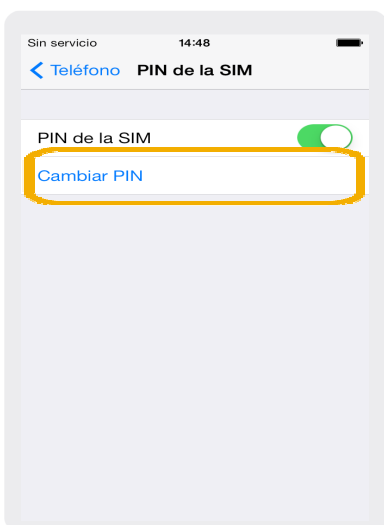 Sin servicio 14:48
Teléfono PIN de la SIM
PIN de la SIM
Cambiar PIN